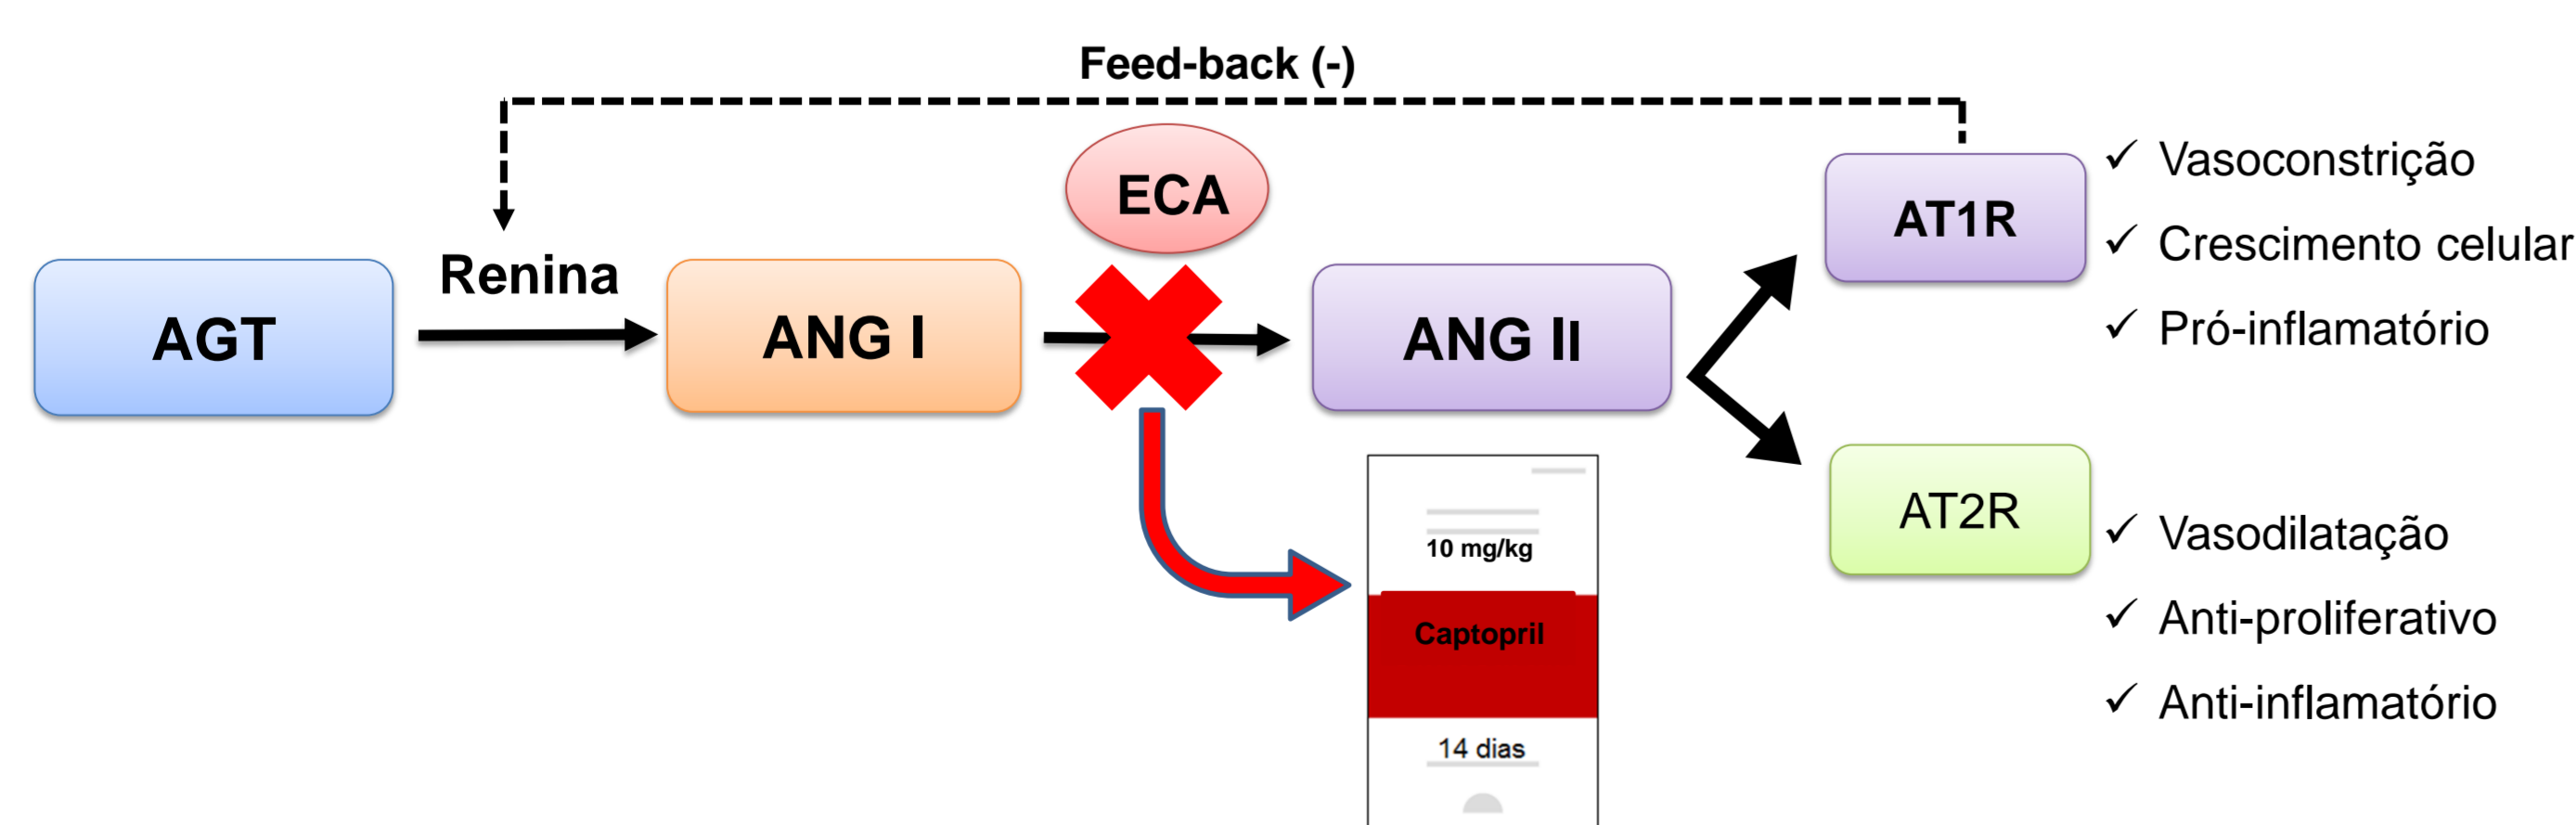 Feed-back (-)
ECA
Renina
AGT
ANG I
ANG II
AT1R
✓ Vasoconstrição
✓ Crescimento celular
✓ Pró-inflamatório
AT2R
✓ Vasodilatação
✓ Anti-proliferativo
✓ Anti-inflamatório
10 mg/kg
Captopril
14 dias